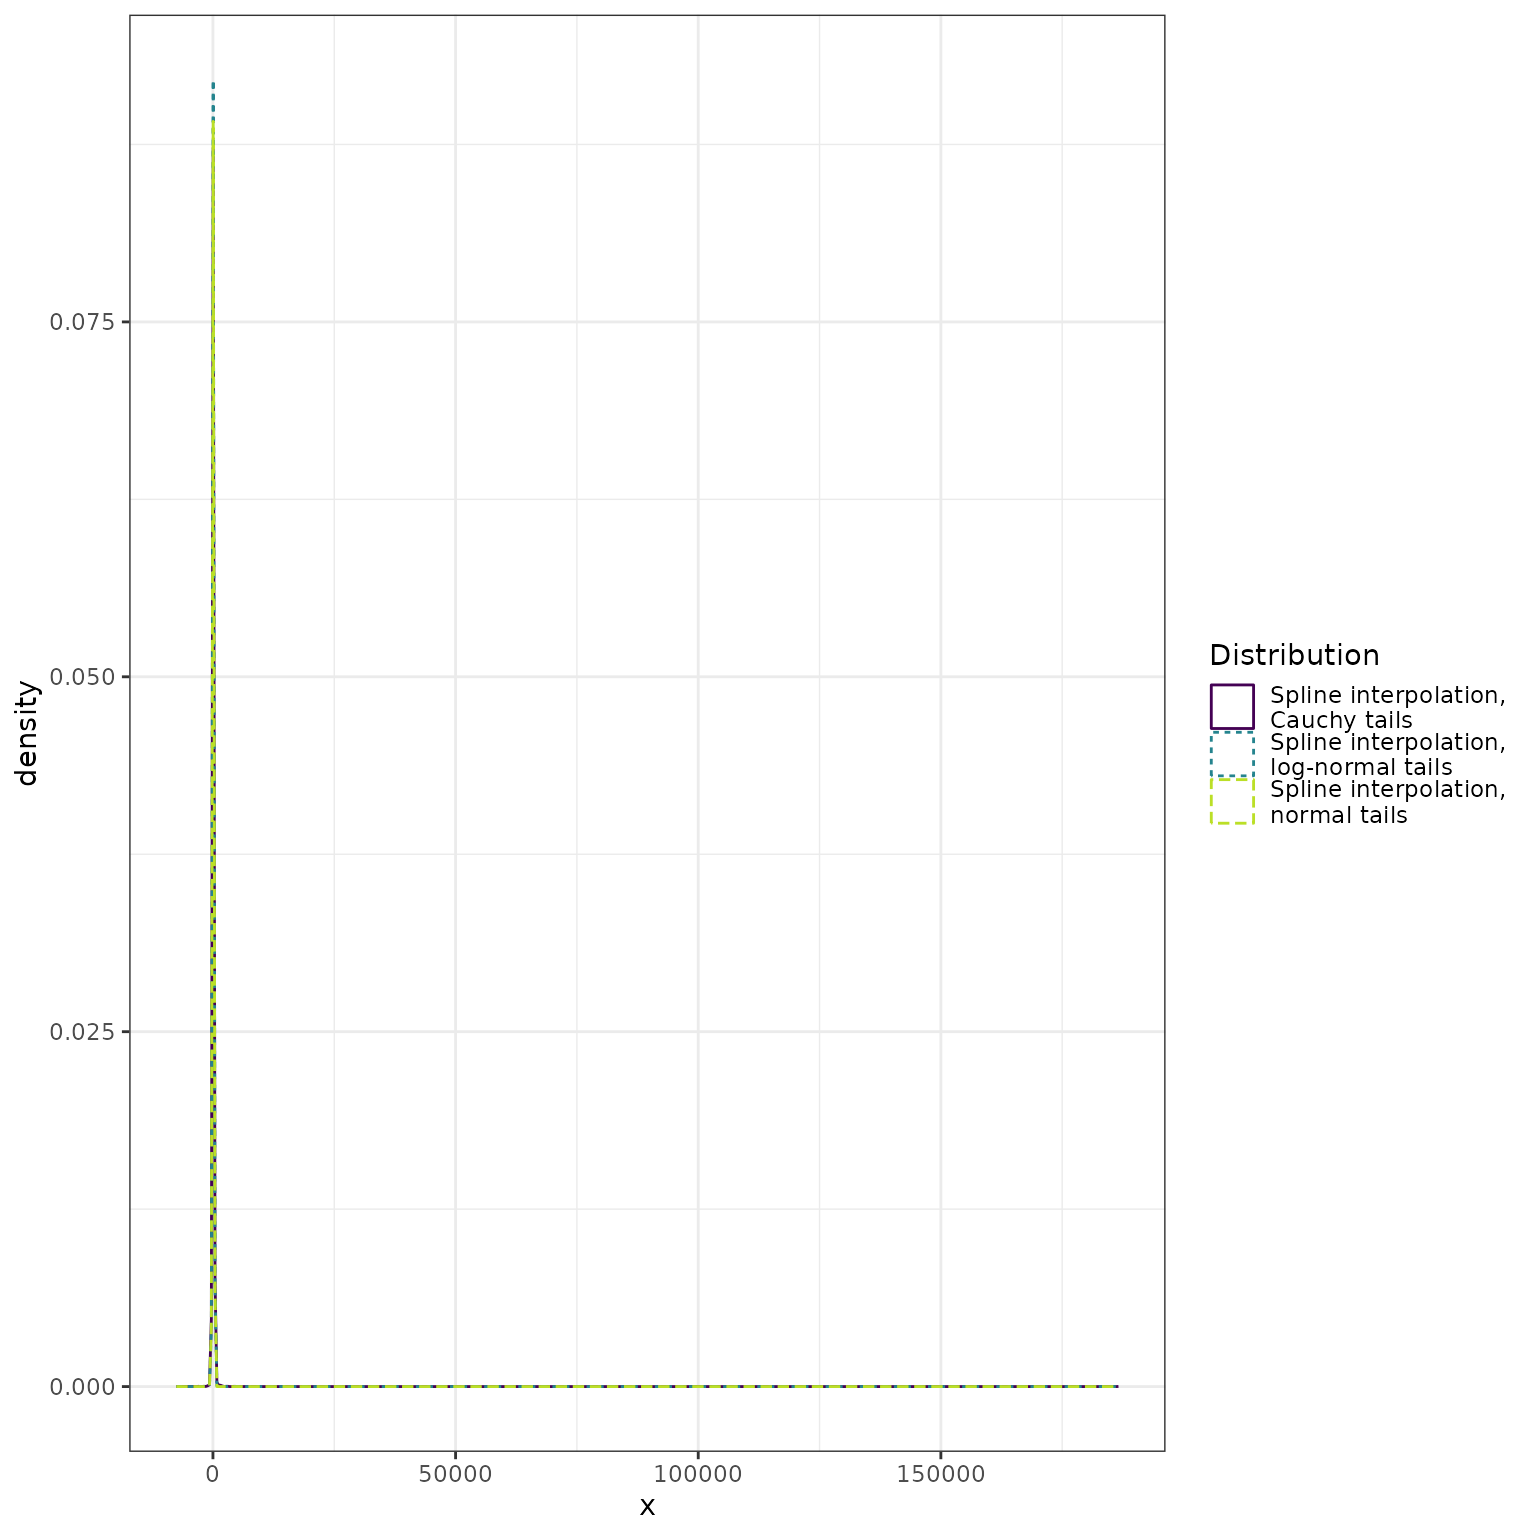 0.075
0.050
0.025
0.000
density
0
50000
100000
150000
x
Distribution
Spline interpolation,
Cauchy tails
Spline interpolation,
log-normal tails
Spline interpolation,
normal tails